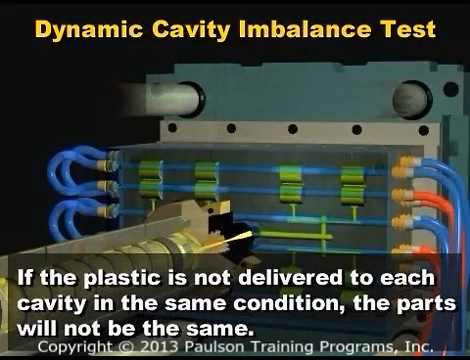 Dynamic Cavity Imbalance Test
If the plastic is not delivered to each
cavity in the same condition, the parts
will not be the same.
Copyright © 2013 Paulson Training Programs, Inc.